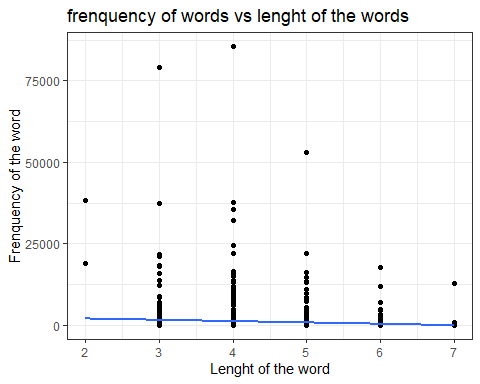 frenquency of words vs lenght of the words
Frenquency of the word
75000
50000
25000
0
2 3 4 5 6 7
Lenght of the word